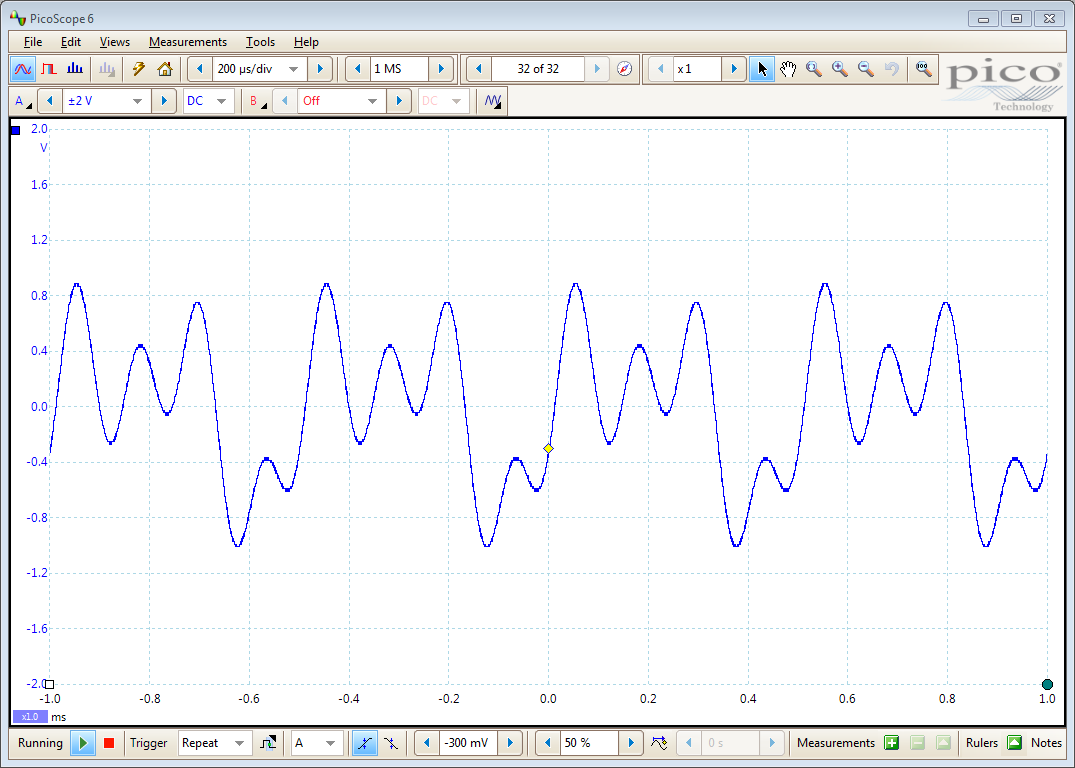 PicoScope 6
File Edit Views Measurements Tools Help
200 µs/div 1 MS 32 of 32 x1
pico
Technology
A ±2 V DC B Off DC
2.0
V
1.6
1.2
0.8
0.4
0.0
-0.4
-0.8
-1.2
-1.6
-2.0
-1.0 -0.8 -0.6 -0.4 -0.2 0.0 0.2 0.4 0.6 0.8 1.0
x1.0 ms
Running Trigger Repeat A -300 mV 50 % 0 s Measurements Rulers Notes